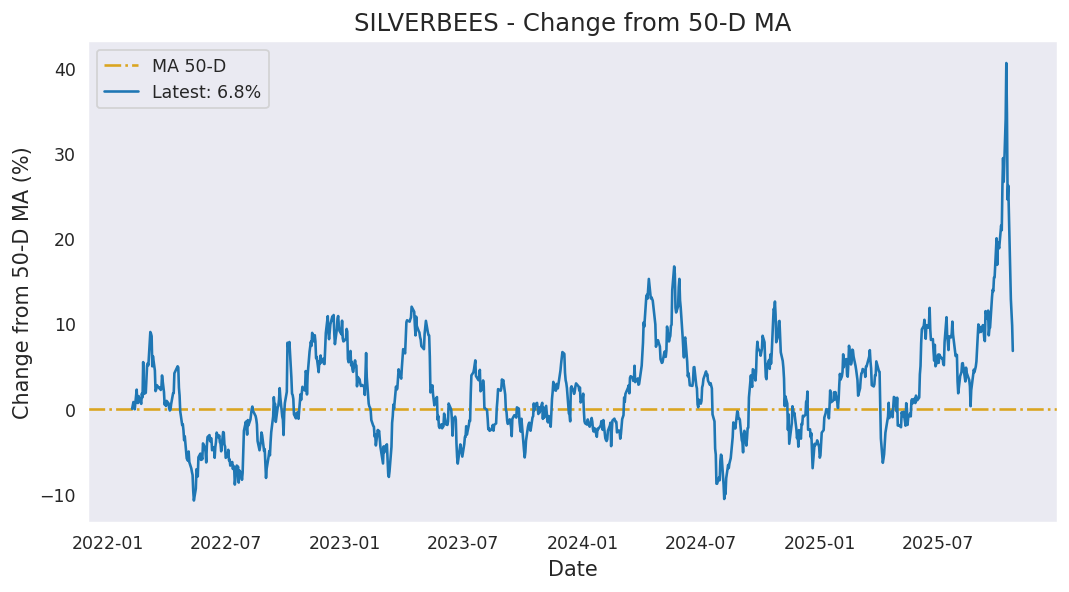 SILVERBEES - Change from 50-D MA
MA 50-D
Latest: 6.8%
Change from 50-D MA (%)
40
30
20
10
0
−10
2022-01 2022-07 2023-01 2023-07 2024-01 2024-07 2025-01 2025-07
Date